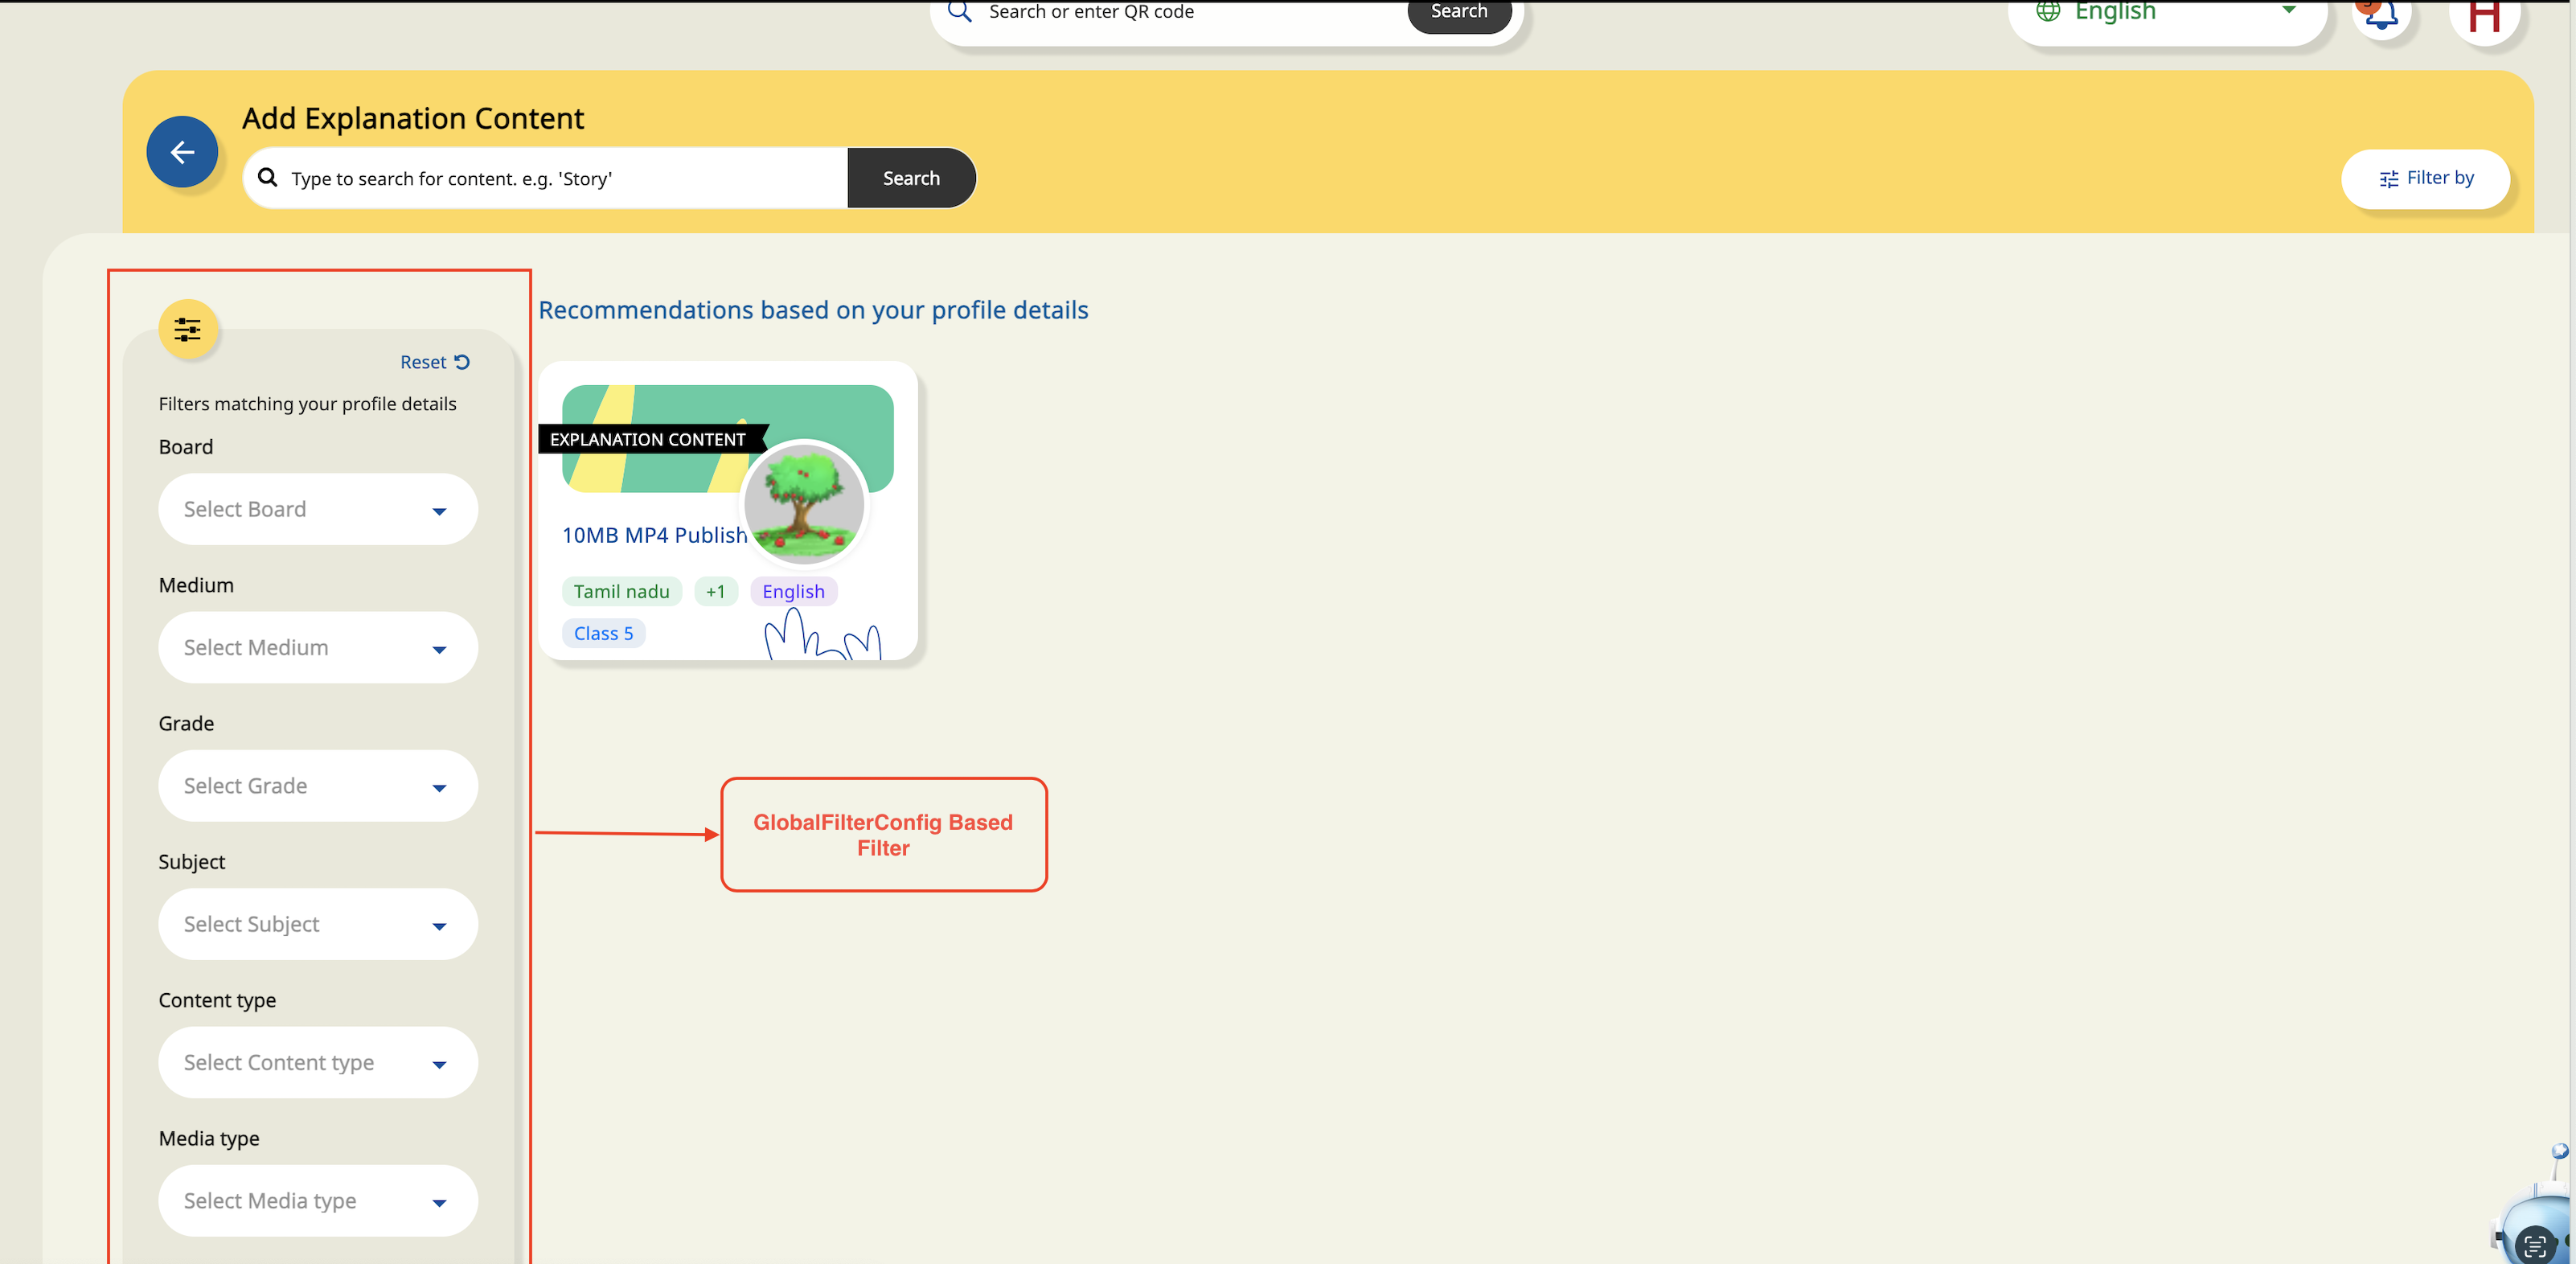 Search or enter QR code
Search
English
H
Add Explanation Content
Type to search for content. e.g. 'Story'
Search
Filter by
Reset
Filters matching your profile details
Board
Select Board
Medium
Select Medium
Grade
Select Grade
Subject
Select Subject
Content type
Select Content type
Media type
Select Media type
Recommendations based on your profile details
EXPLANATION CONTENT
10MB MP4 Publish
Tamil nadu
+1
English
Class 5
GlobalFilterConfig Based
Filter